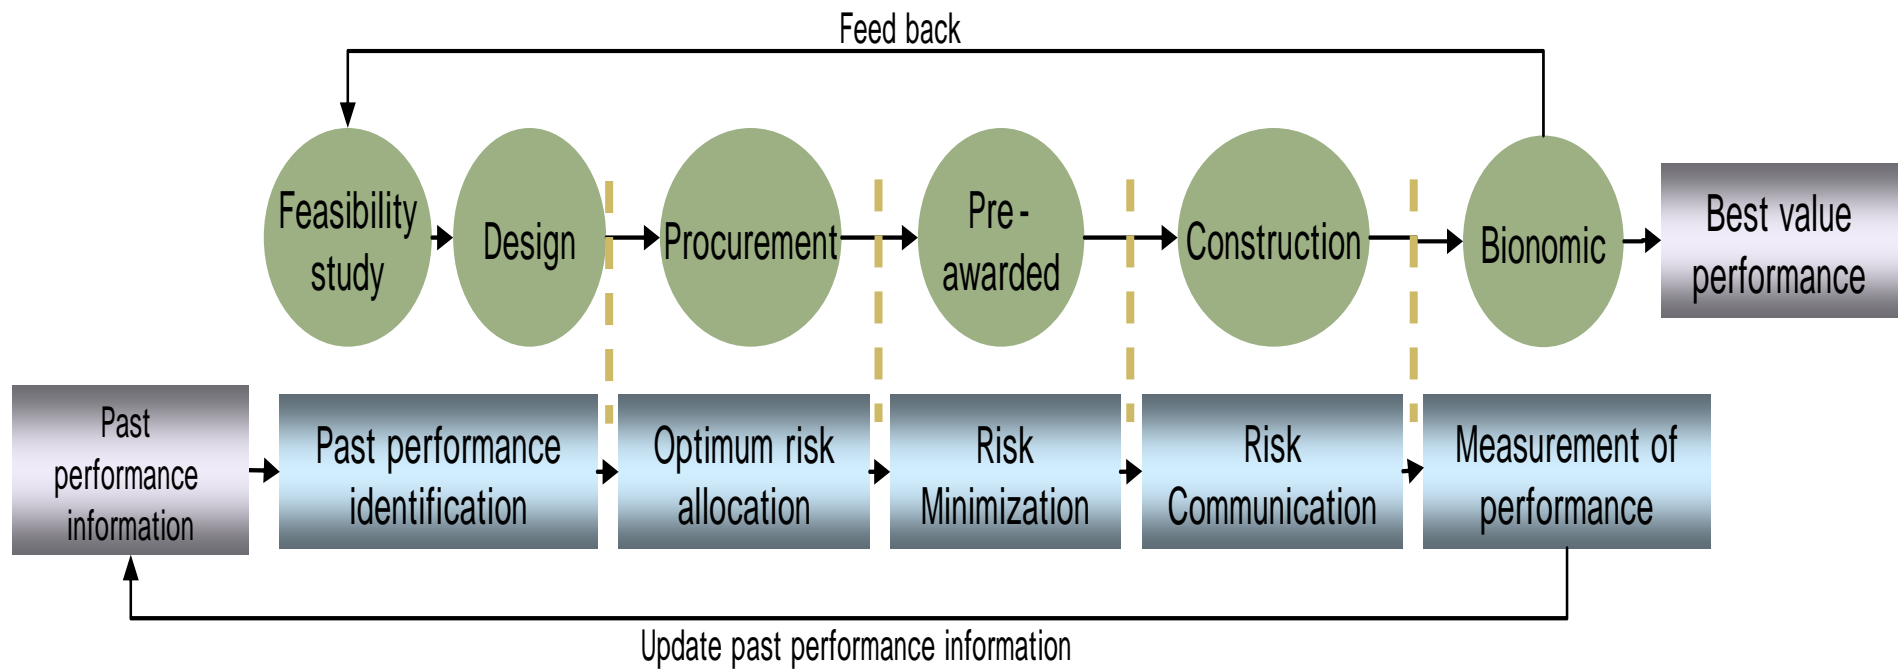 Feed back
Feasibility
study
Design
Procurement
Pre -
awarded
Construction
Bionomic
Best value
performance
Past
performance
information
Past performance
identification
Optimum risk
allocation
Risk
Minimization
Risk
Communication
Measurement of
performance
Update past performance information